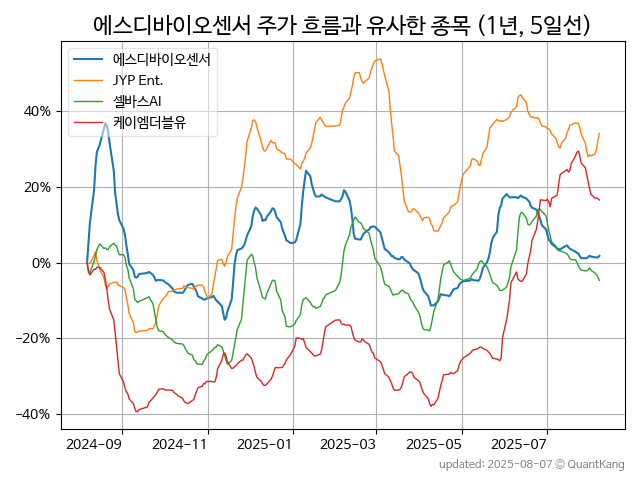 에스디바이오센서 주가 흐름과 유사한 종목 (1년, 5일선)
에스디바이오센서
JYP Ent.
셀바스AI
케이엠더블유
40%
20%
0%
−20%
−40%
2024-09 2024-11 2025-01 2025-03 2025-05 2025-07
updated: 2025-08-07 © QuantKang